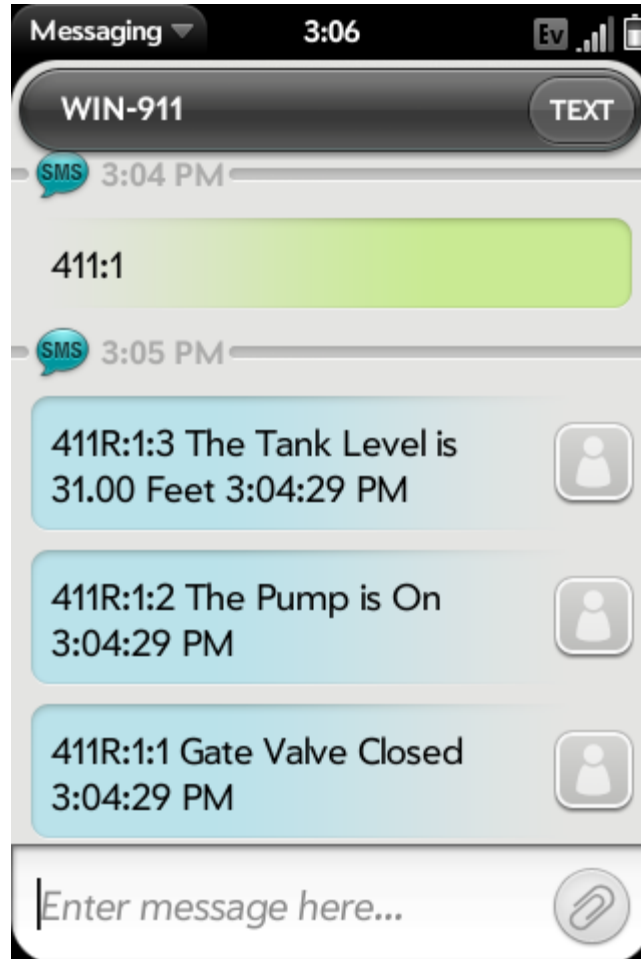 Messaging
3:06
Ev
WIN-911
TEXT
SMS 3:04 PM
411:1
SMS 3:05 PM
411R:1:3 The Tank Level is
31.00 Feet 3:04:29 PM
411R:1:2 The Pump is On
3:04:29 PM
411R:1:1 Gate Valve Closed
3:04:29 PM
Enter message here...